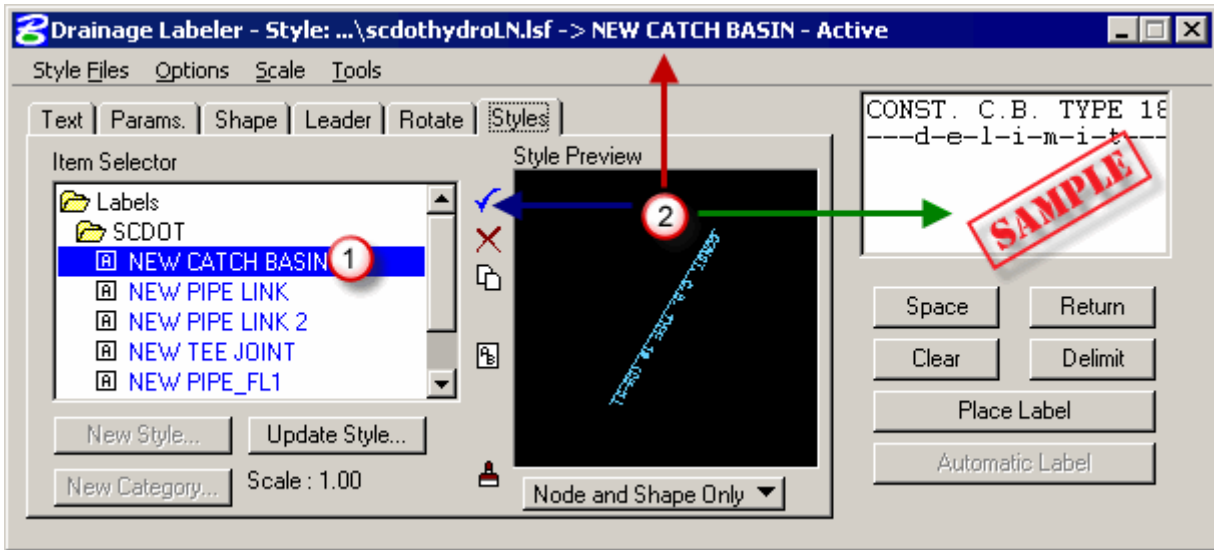 Drainage Labeler - Style: ...\scdothydroLN.lsf -> NEW CATCH BASIN - Active
Style Files Options Scale Tools
Text Params. Shape Leader Rotate Styles
Item Selector
Labels
SCDOT
NEW CATCH BASIN
1
NEW PIPE LINK
NEW PIPE LINK 2
NEW TEE JOINT
NEW PIPE_FL1
New Style... Update Style...
New Category... Scale : 1.00
Style Preview
2
CONST. C.B. TYPE 18
Node and Shape Only
CONST. C.B. TYPE 18
---d-e-l-i-m-i-t---
SAMPLE
Space Return
Clear Delimit
Place Label
Automatic Label